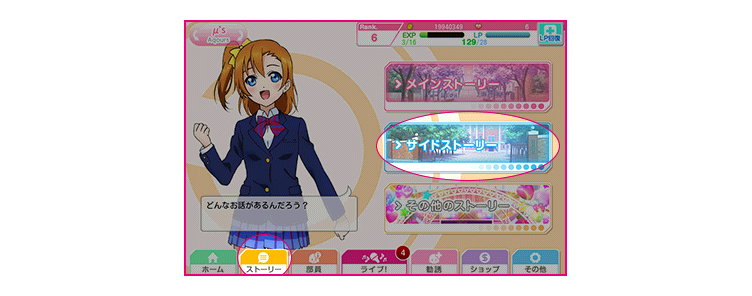 μ's
Aqours
Rank.
6
19840349
6
EXP
3/16
LP
129/28
LP回復
メインストーリー
サイドストーリー
その他のストーリー
どんなお話があるんだろう?
4
ホーム
ストーリー
部員
ライブ!
勧誘
ショップ
その他